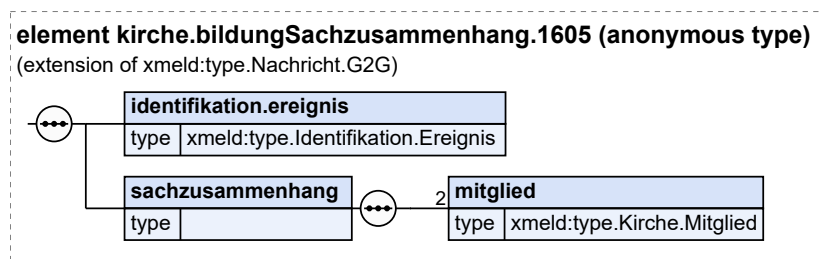 element kirche.bildungSachzusammenhang.1605 (anonymous type)
(extension of xmeld:type.Nachricht.G2G)
identifikation.ereignis
type xmeld:type.Identifikation.Ereignis
sachzusammenhang 2 mitglied
type type xmeld:type.Kirche.Mitglied